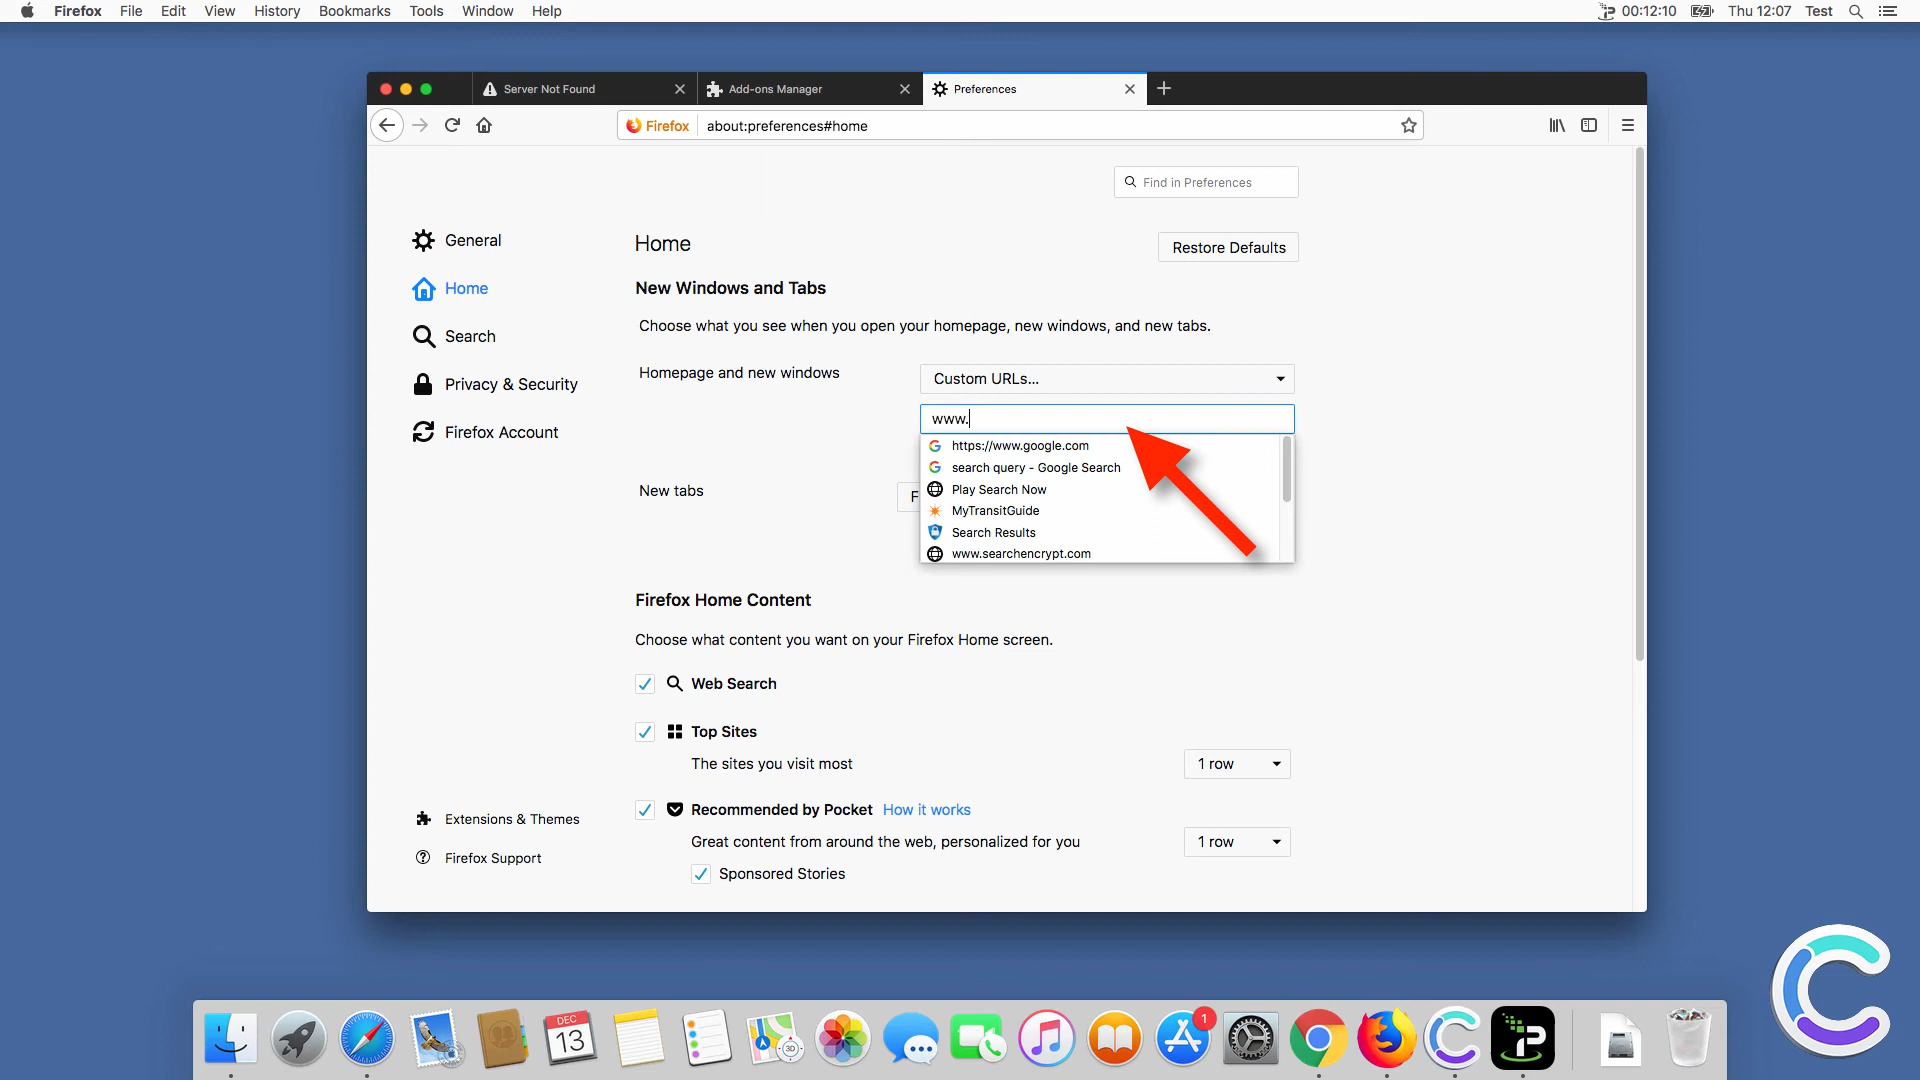 Firefox File Edit View History Bookmarks Tools Window Help
00:12:10 Thu 12:07 Test
Server Not Found
Add-ons Manager
Preferences
Firefox about:preferences#home
Find in Preferences
General
Home
Search
Privacy & Security
Firefox Account
Extensions & Themes
Firefox Support
Home
Restore Defaults
New Windows and Tabs
Choose what you see when you open your homepage, new windows, and new tabs.
Homepage and new windows
Custom URLs...
www.
https://www.google.com
search query - Google Search
Play Search Now
MyTransitGuide
Search Results
www.searchencrypt.com
New tabs
F
Firefox Home Content
Choose what content you want on your Firefox Home screen.
Web Search
Top Sites
The sites you visit most
1 row
Recommended by Pocket How it works
Great content from around the web, personalized for you
1 row
Sponsored Stories
DEC
13
3D
1